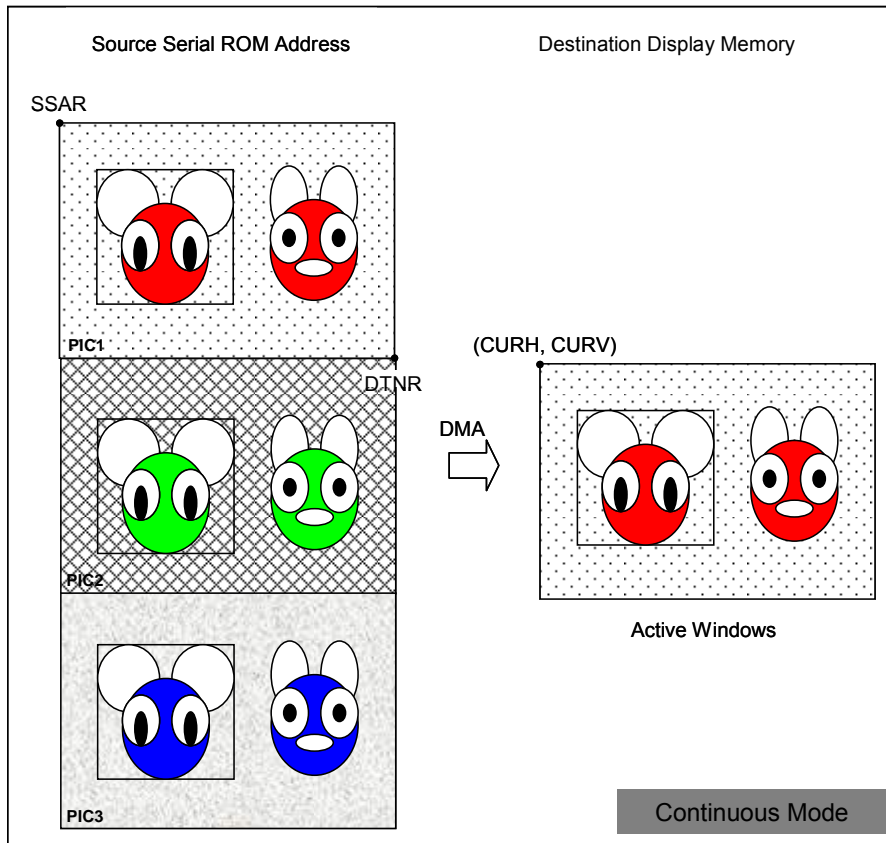 Source Serial ROM Address
Destination Display Memory
SSAR
PIC1
DTNR
(CURH, CURV)
DMA
PIC2
Active Windows
PIC3
Continuous Mode